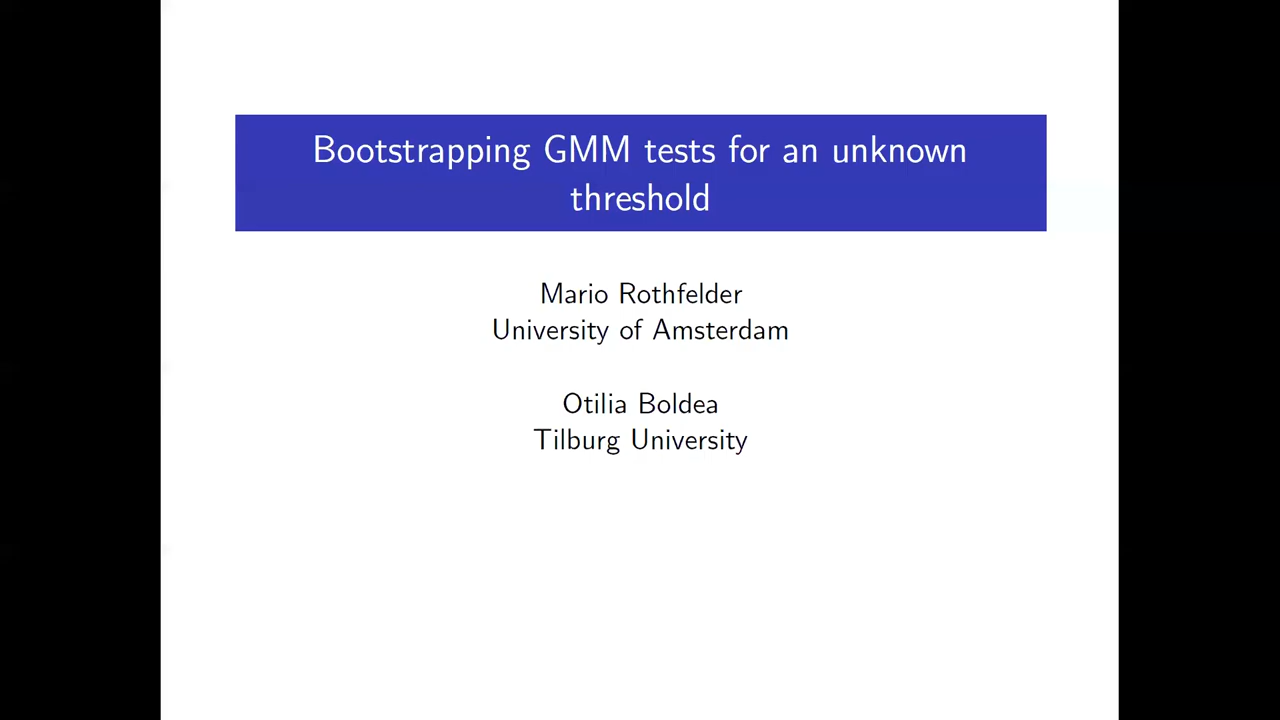 Bootstrapping GMM tests for an unknown
threshold
Mario Rothfelder
University of Amsterdam
Otilia Boldea
Tilburg University